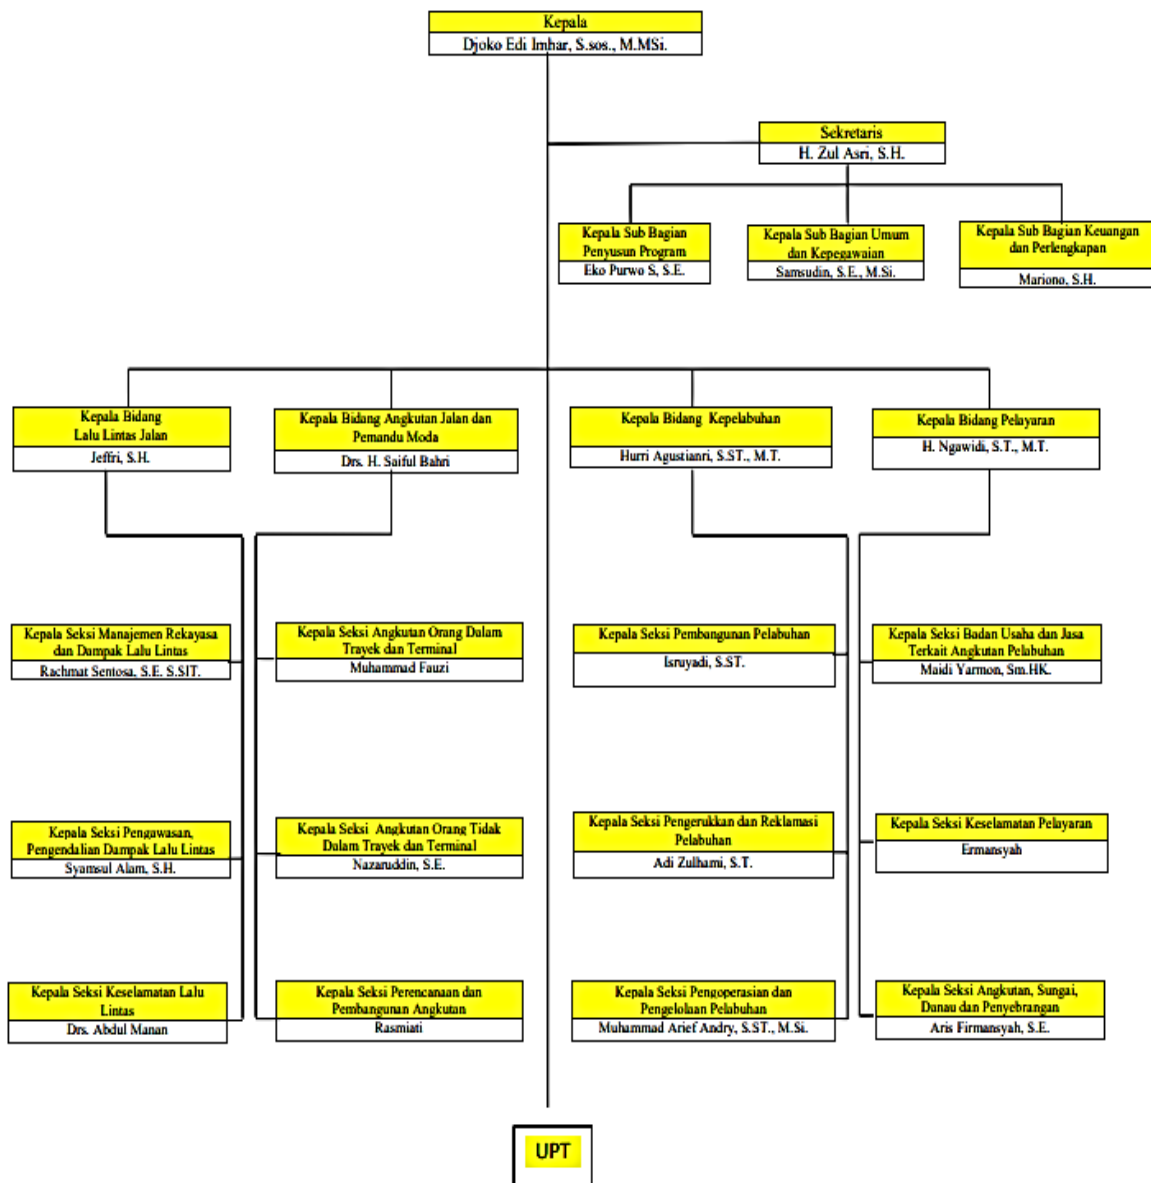 Kepala
Djoko Edi Imhar, S.sos., M.MSi.
Sekretaris
H. Zul Asri, S.H.
Kepala Sub Bagian
Penyusun Program
Eko Purwo S, S.E.
Kepala Sub Bagian Umum
dan Kepegawaian
Samsudin, S.E., M.Si.
Kepala Sub Bagian Keuangan
dan Perlengkapan
Mariono, S.H.
Kepala Bidang
Lalu Lintas Jalan
Jeffri, S.H.
Kepala Bidang Angkutan Jalan dan
Pemandu Moda
Drs. H. Saiful Bahri
Kepala Bidang Kepelabuhan
Hurri Agustianri, S.ST., M.T.
Kepala Bidang Pelayaran
H. Ngawidi, S.T., M.T.
Kepala Seksi Manajemen Rekayasa
dan Dampak Lalu Lintas
Rachmat Sentosa, S.E. S.SIT.
Kepala Seksi Angkutan Orang Dalam
Trayek dan Terminal
Muhammad Fauzi
Kepala Seksi Pembangunan Pelabuhan
Isruyadi, S.ST.
Kepala Seksi Badan Usaha dan Jasa
Terkait Angkutan Pelabuhan
Maidi Yarmon, Sm.HK.
Kepala Seksi Pengawasan,
Pengendalian Dampak Lalu Lintas
Syamsul Alam, S.H.
Kepala Seksi Angkutan Orang Tidak
Dalam Trayek dan Terminal
Nazaruddin, S.E.
Kepala Seksi Pengerukkan dan Reklamasi
Pelabuhan
Adi Zulhami, S.T.
Kepala Seksi Keselamatan Pelayaran
Ermansyah
Kepala Seksi Keselamatan Lalu
Lintas
Drs. Abdul Manan
Kepala Seksi Perencanaan dan
Pembangunan Angkutan
Rasmiati
Kepala Seksi Pengoperasian dan
Pengelolaan Pelabuhan
Muhammad Arief Andry, S.ST., M.Si.
Kepala Seksi Angkutan, Sungai,
Danau dan Penyebrangan
Aris Firmansyah, S.E.
UPT